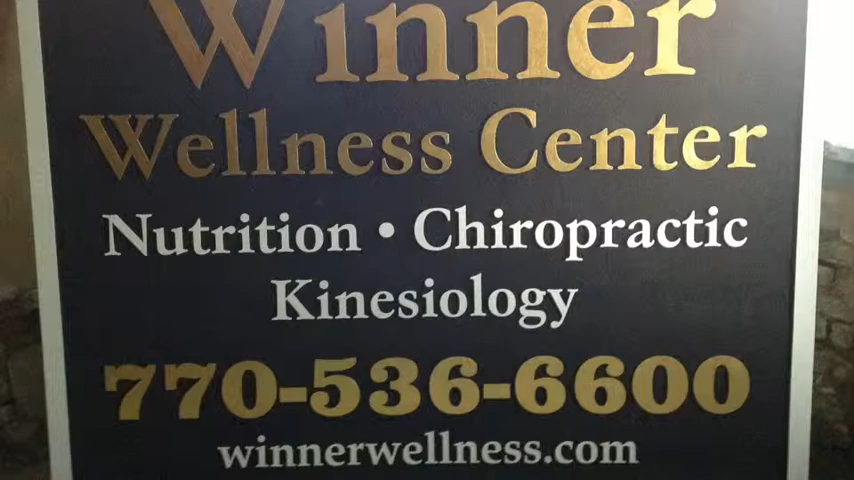 Winner
Wellness Center
Nutrition • Chiropractic
Kinesiology
770-536-6600
winnerwellness.com